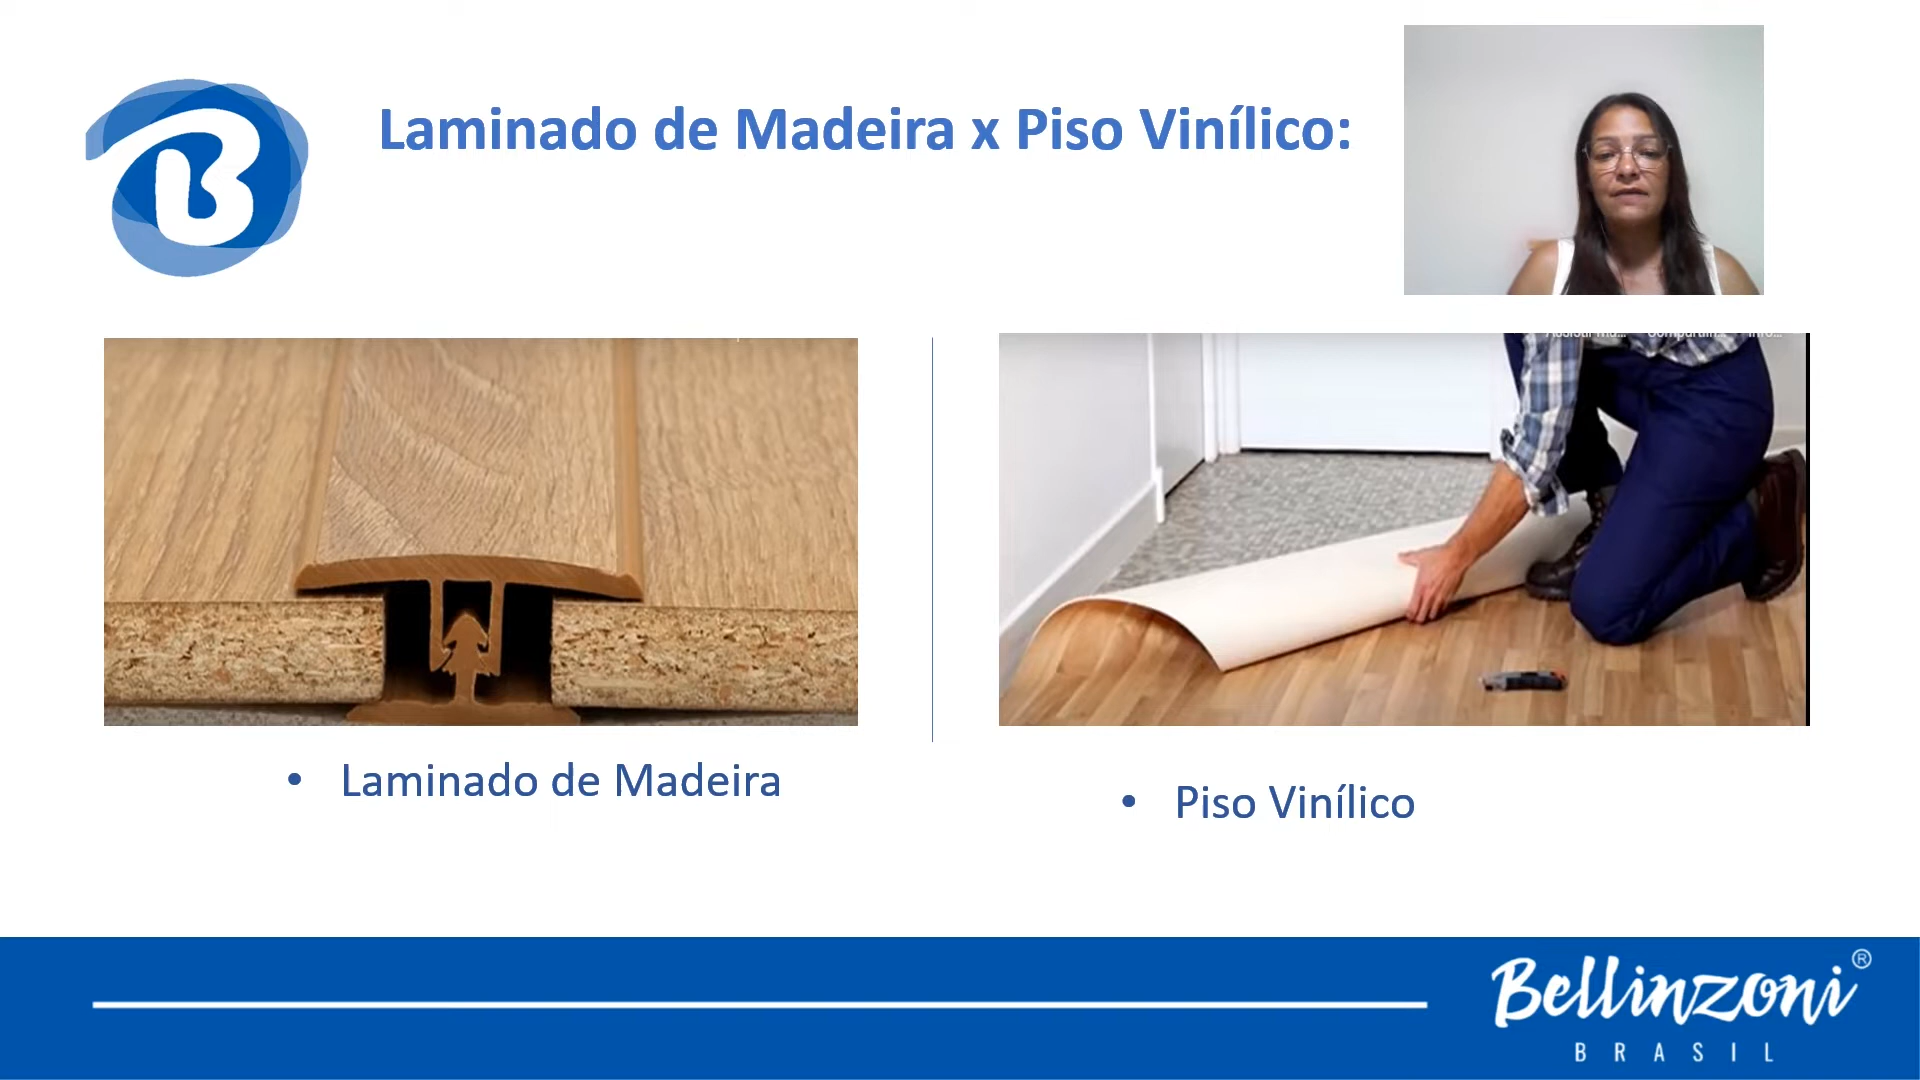 Laminado de Madeira x Piso Vinílico:
• Laminado de Madeira
• Piso Vinílico
Bellinzoni®
BRASIL